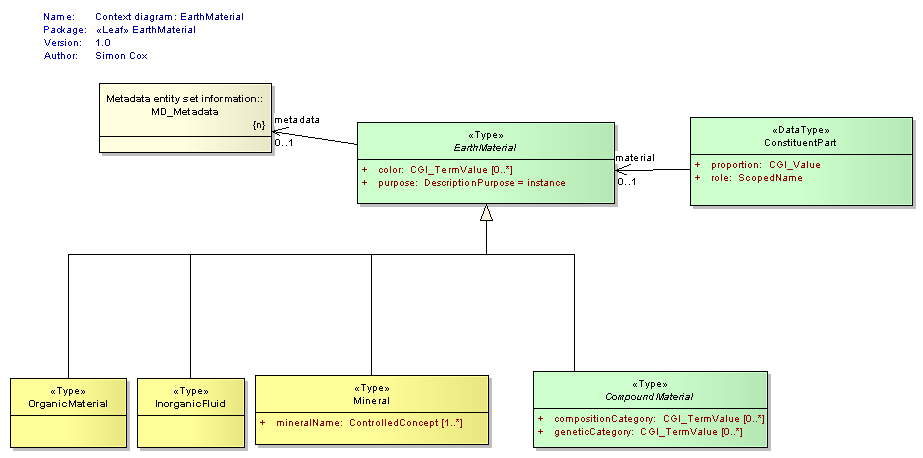 Name: Context diagram: EarthMaterial
Package: «Leaf» EarthMaterial
Version: 1.0
Author: Simon Cox
Metadata entity set information::
MD_Metadata
{n}
metadata
0..1
«Type»
EarthMaterial
+ color: CGI_TermValue [0..*]
+ purpose: DescriptionPurpose = instance
material
0..1
«DataType»
ConstituentPart
+ proportion: CGI_Value
+ role: ScopedName
«Type»
OrganicMaterial
«Type»
InorganicFluid
«Type»
Mineral
+ mineralName: ControlledConcept [1..*]
«Type»
CompoundMaterial
+ compositionCategory: CGI_TermValue [0..*]
+ geneticCategory: CGI_TermValue [0..*]